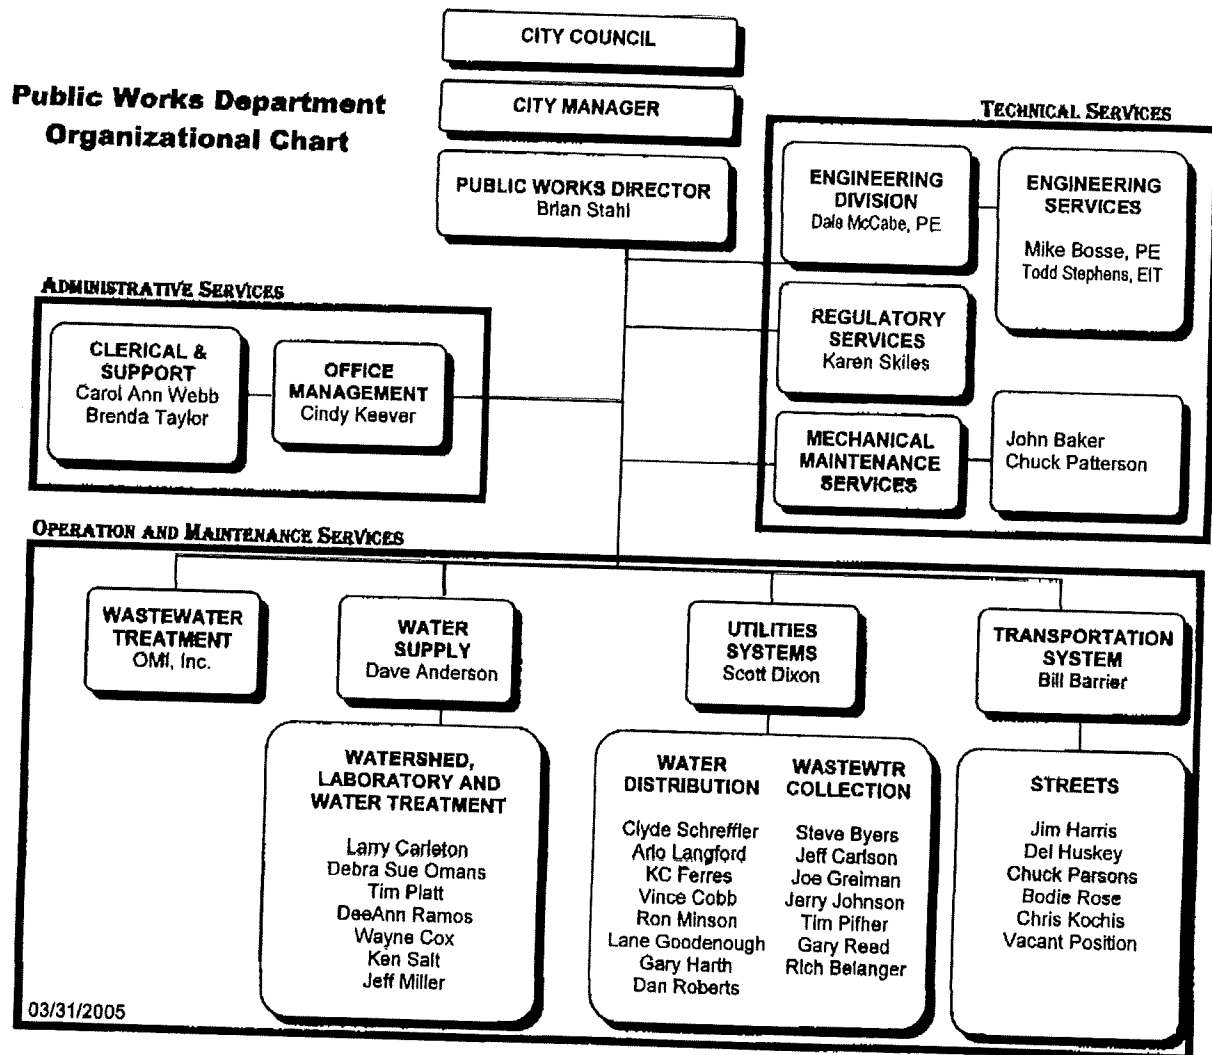 CITY COUNCIL
Public Works Department
Organizational Chart
CITY MANAGER
PUBLIC WORKS DIRECTOR
Brian Stahl
TECHNICAL SERVICES
ENGINEERING
DIVISION
Dale McCabe, PE
ENGINEERING
SERVICES
Mike Bosse, PE
Todd Stephens, EIT
REGULATORY
SERVICES
Karen Skiles
MECHANICAL
MAINTENANCE
SERVICES
John Baker
Chuck Patterson
ADMINISTRATIVE SERVICES
CLERICAL &
SUPPORT
Carol Ann Webb
Brenda Taylor
OFFICE
MANAGEMENT
Cindy Keever
OPERATION AND MAINTENANCE SERVICES
WASTEWATER
TREATMENT
OMI, Inc.
WATER
SUPPLY
Dave Anderson
UTILITIES
SYSTEMS
Scott Dixon
TRANSPORTATION
SYSTEM
Bill Barrier
WATERSHED,
LABORATORY AND
WATER TREATMENT
Larry Carleton
Debra Sue Omans
Tim Platt
DeeAnn Ramos
Wayne Cox
Ken Salt
Jeff Miller
WATER
DISTRIBUTION
Clyde Schreffler
Arlo Langford
KC Ferres
Vince Cobb
Ron Minson
Lane Goodenough
Gary Harth
Dan Roberts
WASTEWTR
COLLECTION
Steve Byers
Jeff Carlson
Joe Greiman
Jerry Johnson
Tim Pifher
Gary Reed
Rich Belanger
STREETS
Jim Harris
Del Huskey
Chuck Parsons
Bodie Rose
Chris Kochis
Vacant Position
03/31/2005